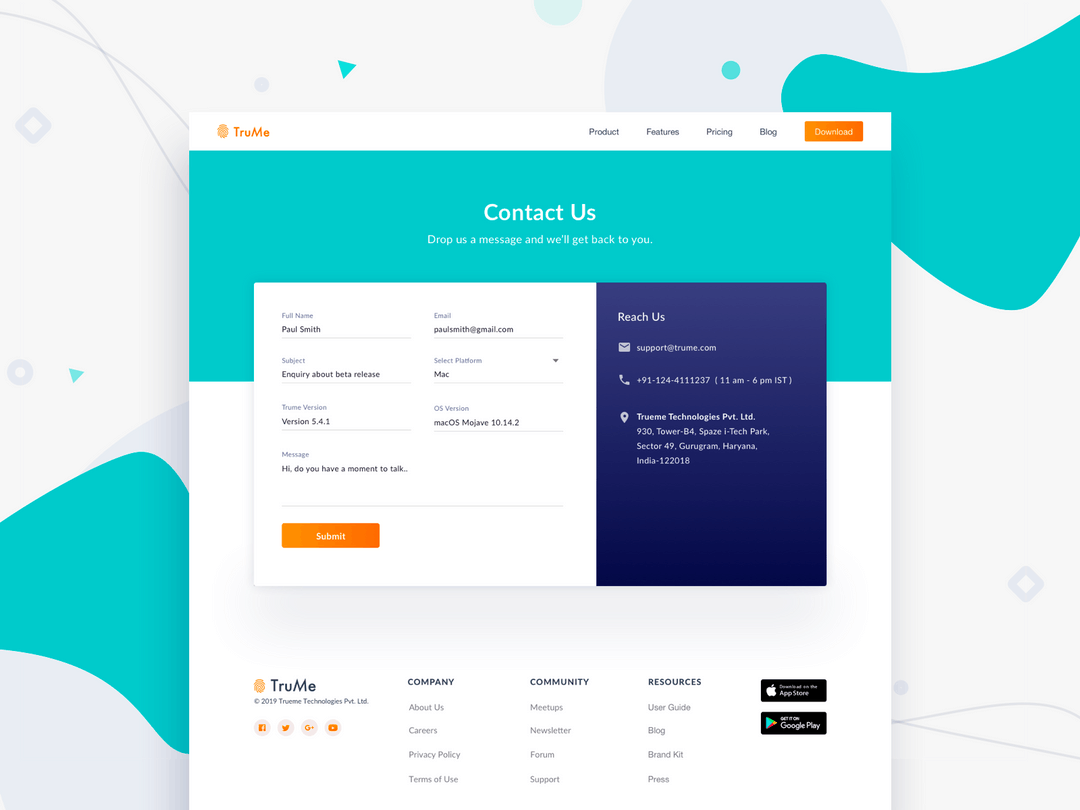 TruMe
Product Features Pricing Blog Download
Contact Us
Drop us a message and we'll get back to you.
Full Name
Paul Smith
Email
paulsmith@gmail.com
Subject
Enquiry about beta release
Select Platform
Mac
Trume Version
Version 5.4.1
OS Version
macOS Mojave 10.14.2
Message
Hi, do you have a moment to talk..
Submit
Reach Us
support@trume.com
+91-124-4111237 ( 11 am - 6 pm IST )
Trueme Technologies Pvt. Ltd.
930, Tower-B4, Spaze i-Tech Park,
Sector 49, Gurugram, Haryana,
India-122018
TruMe
© 2019 Trueme Technologies Pvt. Ltd.
COMPANY
About Us
Careers
Privacy Policy
Terms of Use
COMMUNITY
Meetups
Newsletter
Forum
Support
RESOURCES
User Guide
Blog
Brand Kit
Press
Download on the
App Store
GET IT ON
Google Play